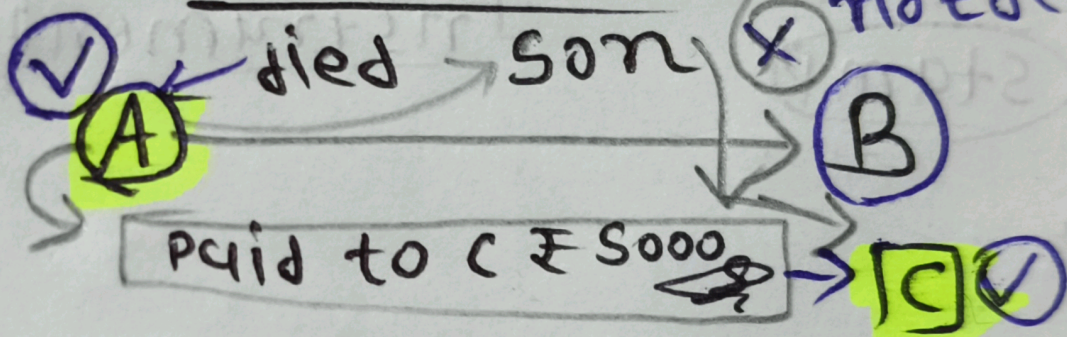 died son X
A B
Paid to C ₹5000
C